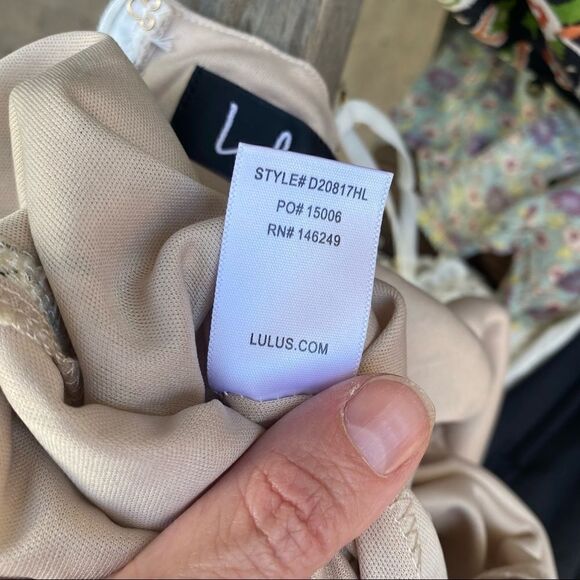 STYLE# D20817HL
PO# 15006
RN# 146249
LULUS.COM